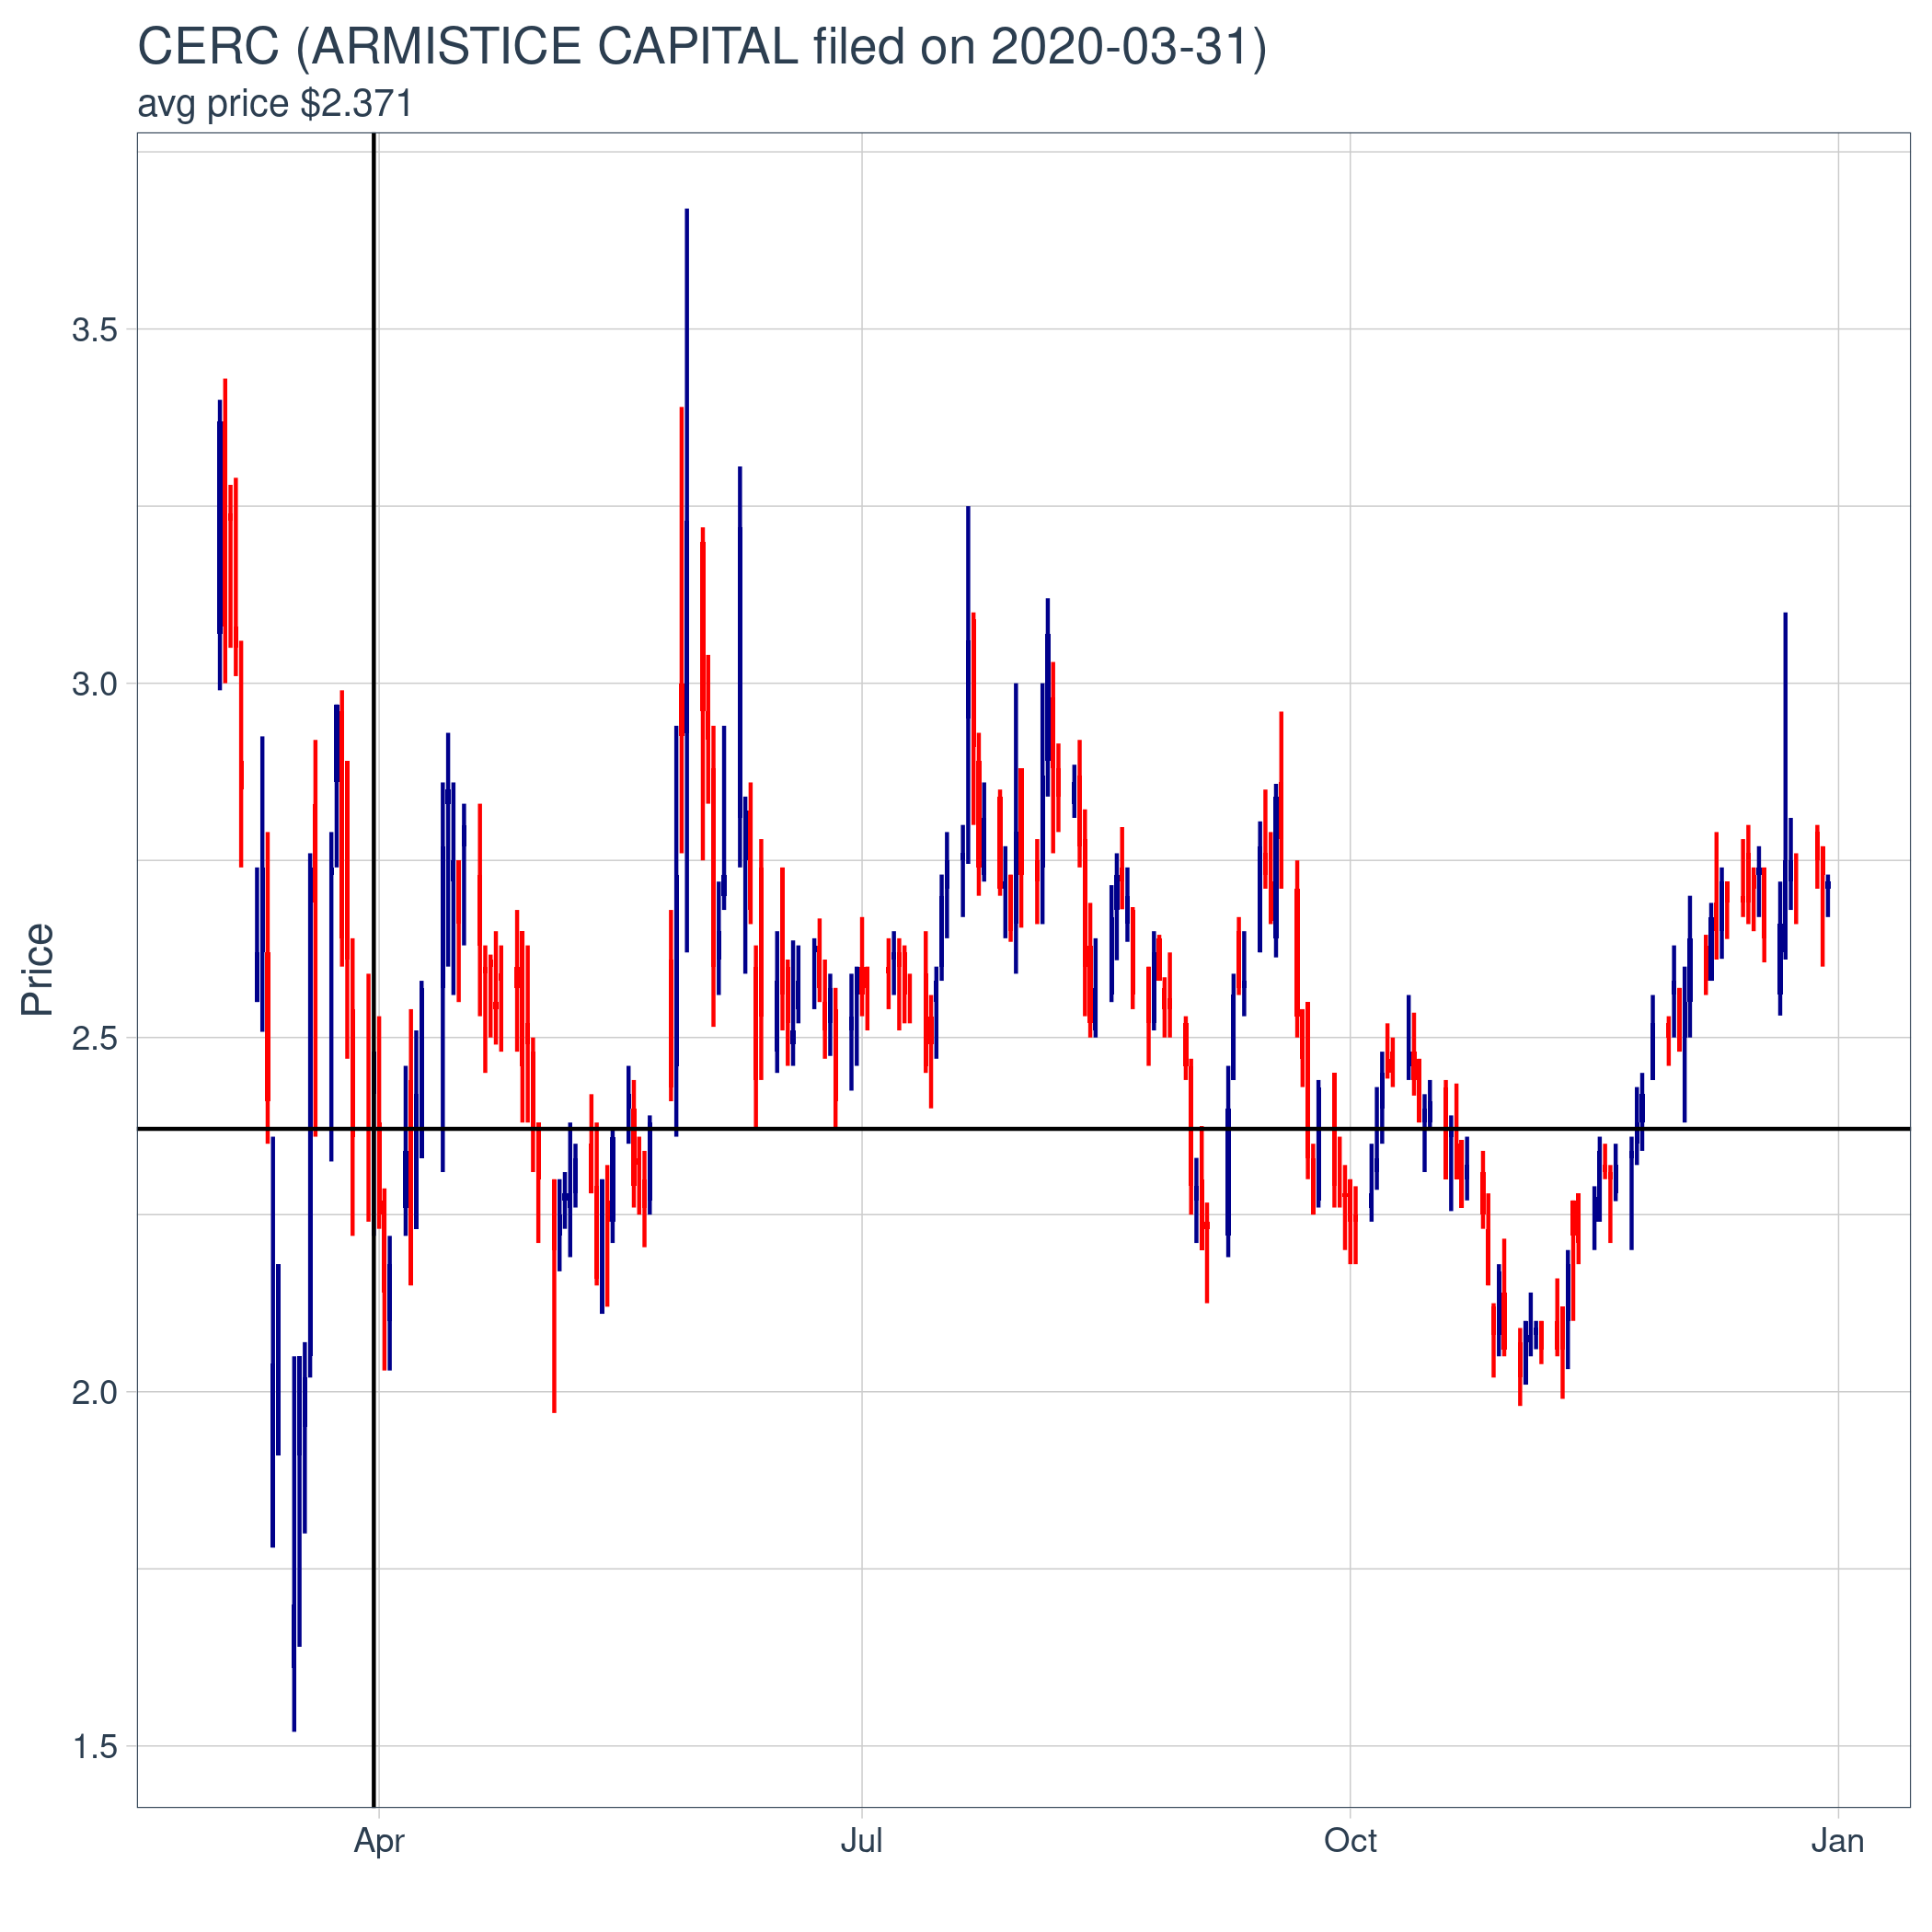 CERC (ARMISTICE CAPITAL filed on 2020-03-31)
avg price $2.371
Price
3.5
3.0
2.5
2.0
1.5
Apr
Jul
Oct
Jan